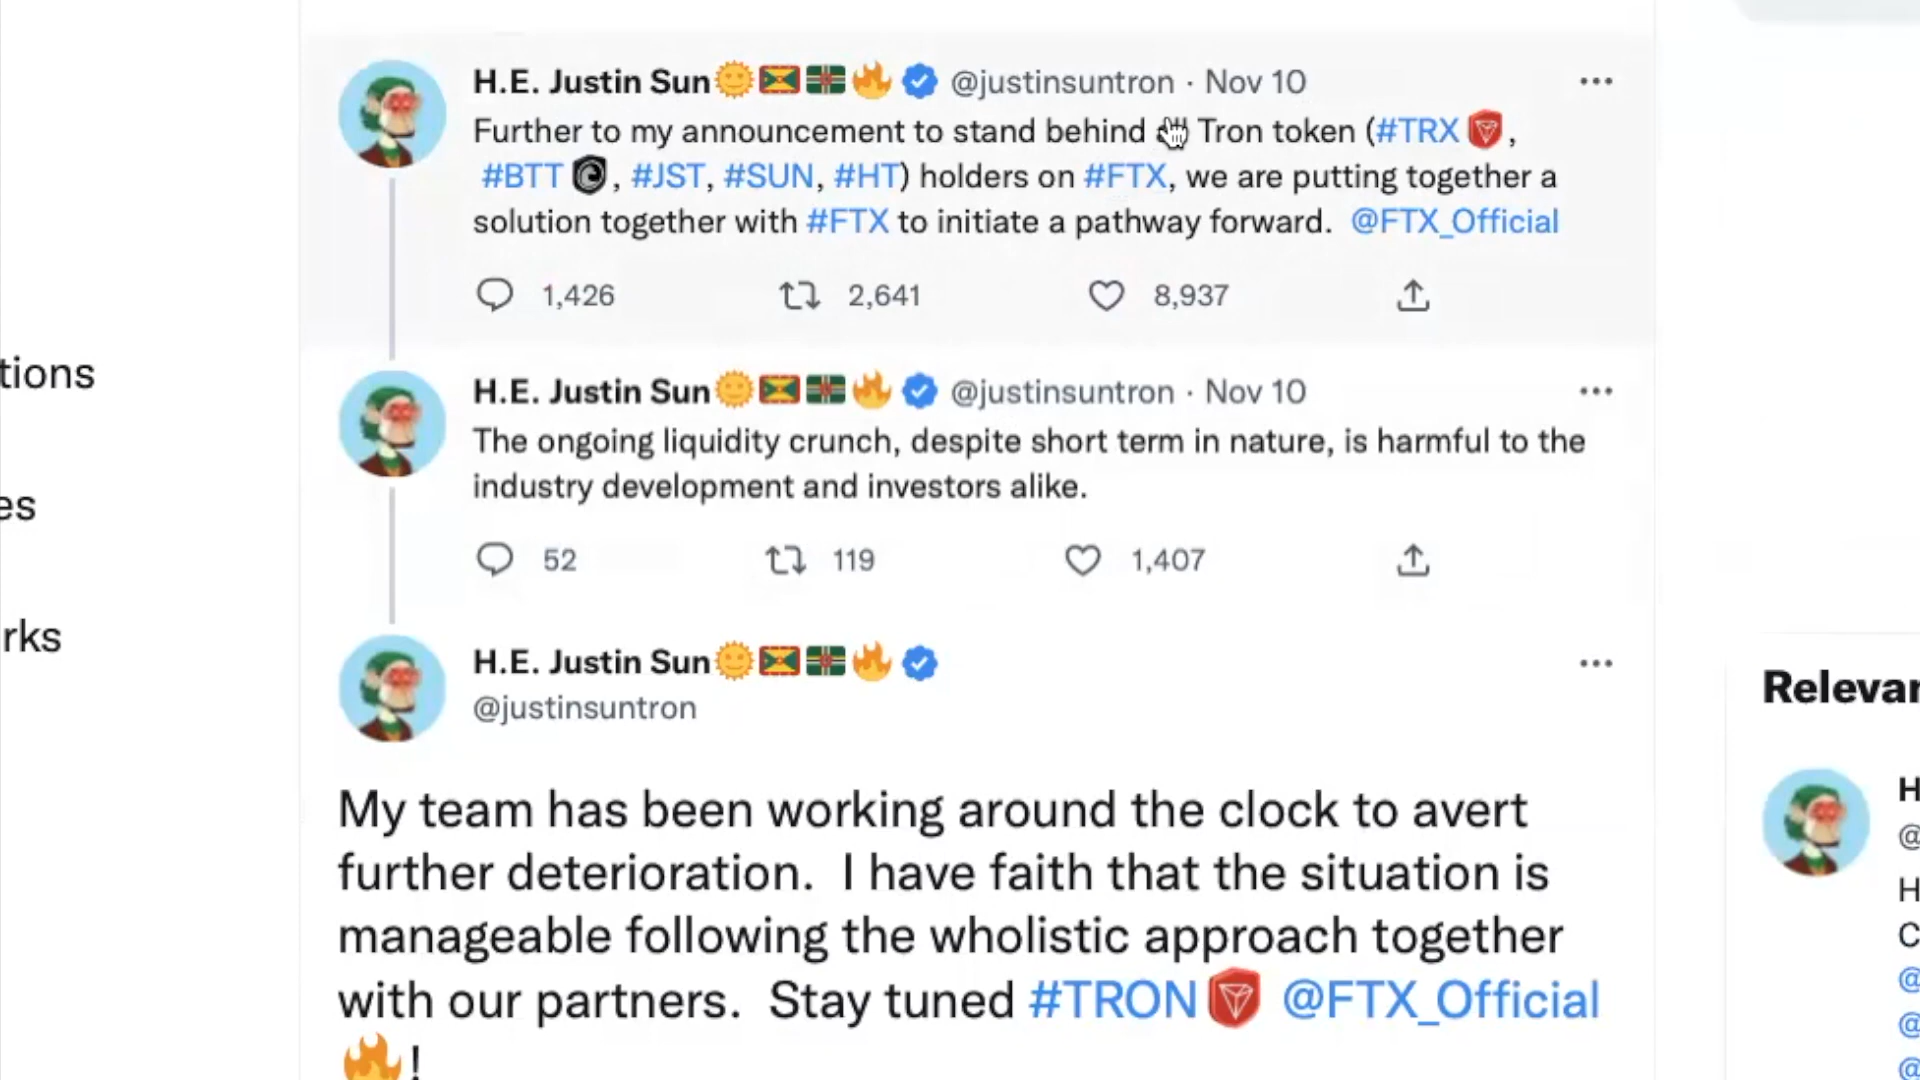 H.E. Justin Sun🌞🇬🇩🇩🇲🔥 @justinsuntron · Nov 10
Further to my announcement to stand behind Tron token (#TRX,
#BTT, #JST, #SUN, #HT) holders on #FTX, we are putting together a
solution together with #FTX to initiate a pathway forward. @FTX_Official
1,426 2,641 8,937
tions
H.E. Justin Sun🌞🇬🇩🇩🇲🔥 @justinsuntron · Nov 10
The ongoing liquidity crunch, despite short term in nature, is harmful to the
industry development and investors alike.
es
52 119 1,407
rks
H.E. Justin Sun🌞🇬🇩🇩🇲🔥
@justinsuntron
My team has been working around the clock to avert
further deterioration. I have faith that the situation is
manageable following the wholistic approach together
with our partners. Stay tuned #TRON @FTX_Official
🔥!
Relevan
H
@
H
C
@
@
@